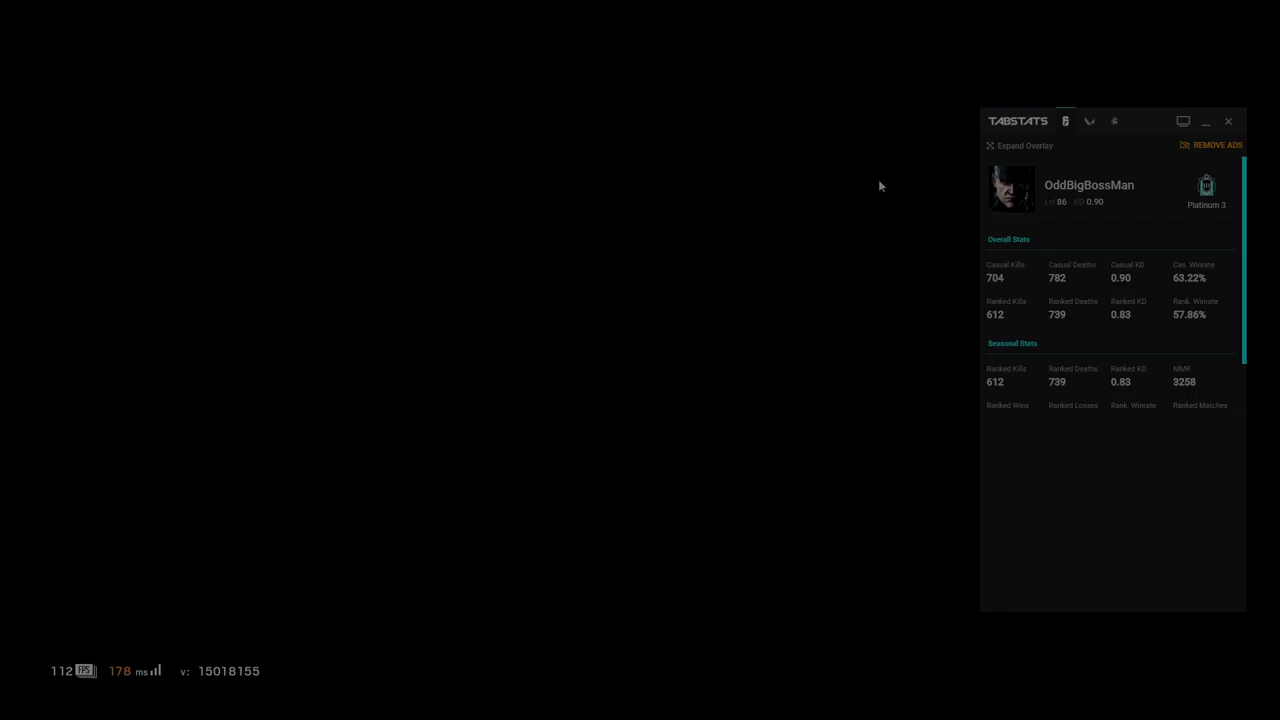 TABSTATS
Expand Overlay REMOVE ADS
OddBigBossMan
Lvl 86 KD 0.90
Platinum 3
Overall Stats
Casual Kills Casual Deaths Casual KD Cas. Winrate
704 782 0.90 63.22%
Ranked Kills Ranked Deaths Ranked KD Rank. Winrate
612 739 0.83 57.86%
Seasonal Stats
Ranked Kills Ranked Deaths Ranked KD MMR
612 739 0.83 3258
Ranked Wins Ranked Losses Rank. Winrate Ranked Matches
112 FPS 178 ms v: 15018155